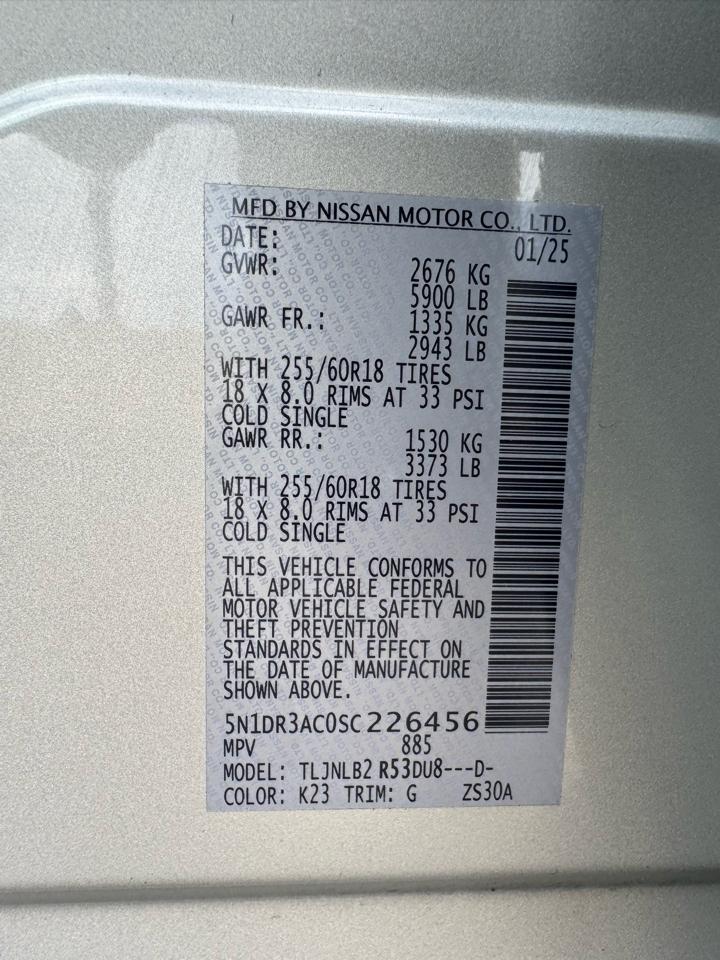 MFD BY NISSAN MOTOR CO., LTD.
DATE: 01/25
GVWR: 2676 KG
5900 LB
GAWR FR.: 1335 KG
2943 LB
WITH 255/60R18 TIRES
18 X 8.0 RIMS AT 33 PSI
COLD SINGLE
GAWR RR.: 1530 KG
3373 LB
WITH 255/60R18 TIRES
18 X 8.0 RIMS AT 33 PSI
COLD SINGLE
THIS VEHICLE CONFORMS TO
ALL APPLICABLE FEDERAL
MOTOR VEHICLE SAFETY AND
THEFT PREVENTION
STANDARDS IN EFFECT ON
THE DATE OF MANUFACTURE
SHOWN ABOVE.
5N1DR3AC0SC226456
MPV 885
MODEL: TLJNLB2 R53DU8---D-
COLOR: K23 TRIM: G ZS30A